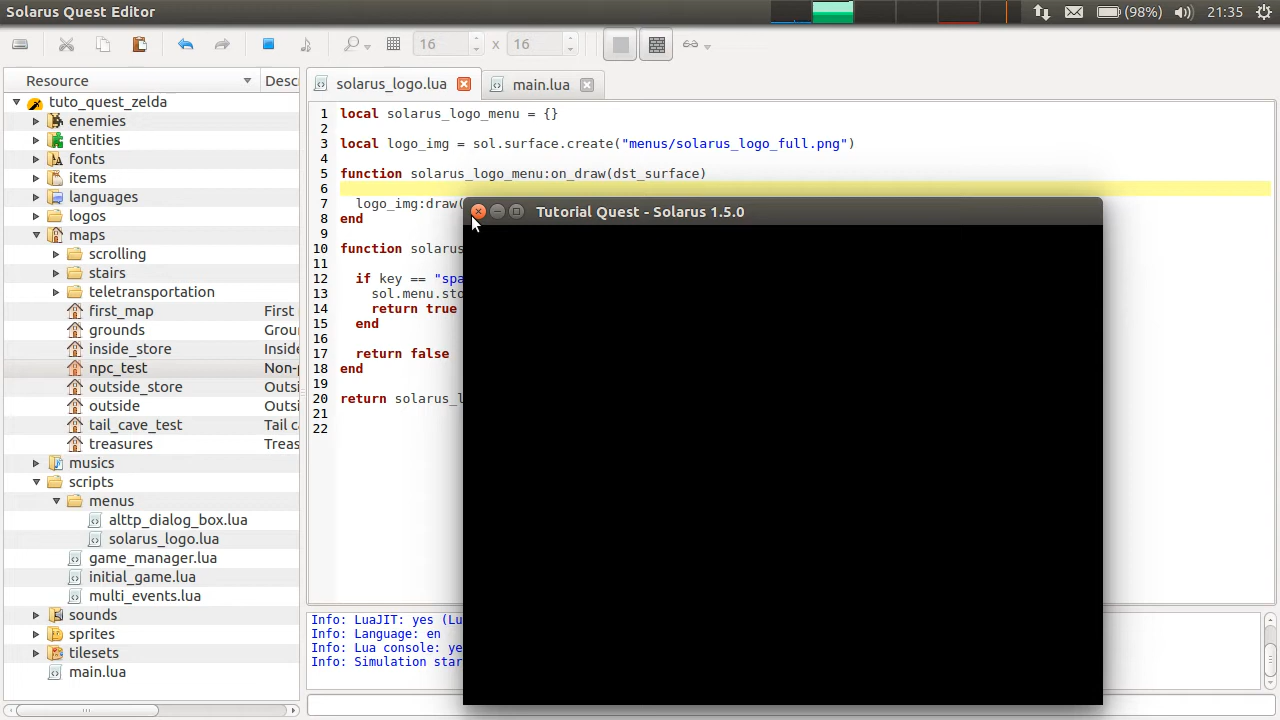 Solarus Quest Editor
(98%)
21:35
16 x 16
Resource
Descr
solarus_logo.lua
main.lua
tuto_quest_zelda
enemies
entities
fonts
items
languages
logos
maps
scrolling
stairs
teletransportation
first_map First
grounds Groun
inside_store Inside
npc_test Non-p
outside_store Outsi
outside Outsi
tail_cave_test Tail c
treasures Treas
musics
scripts
menus
alttp_dialog_box.lua
solarus_logo.lua
game_manager.lua
initial_game.lua
multi_events.lua
sounds
sprites
tilesets
main.lua
1 local solarus_logo_menu = {}
2
3 local logo_img = sol.surface.create("menus/solarus_logo_full.png")
4
5 function solarus_logo_menu:on_draw(dst_surface)
6
7 logo_img:draw(
8 end
9
10 function solarus
11
12 if key == "spa
13 sol.menu.sto
14 return true
15 end
16
17 return false
18 end
19
20 return solarus_l
21
22
Tutorial Quest - Solarus 1.5.0
Info: LuaJIT: yes (Lu
Info: Language: en
Info: Lua console: ye
Info: Simulation star